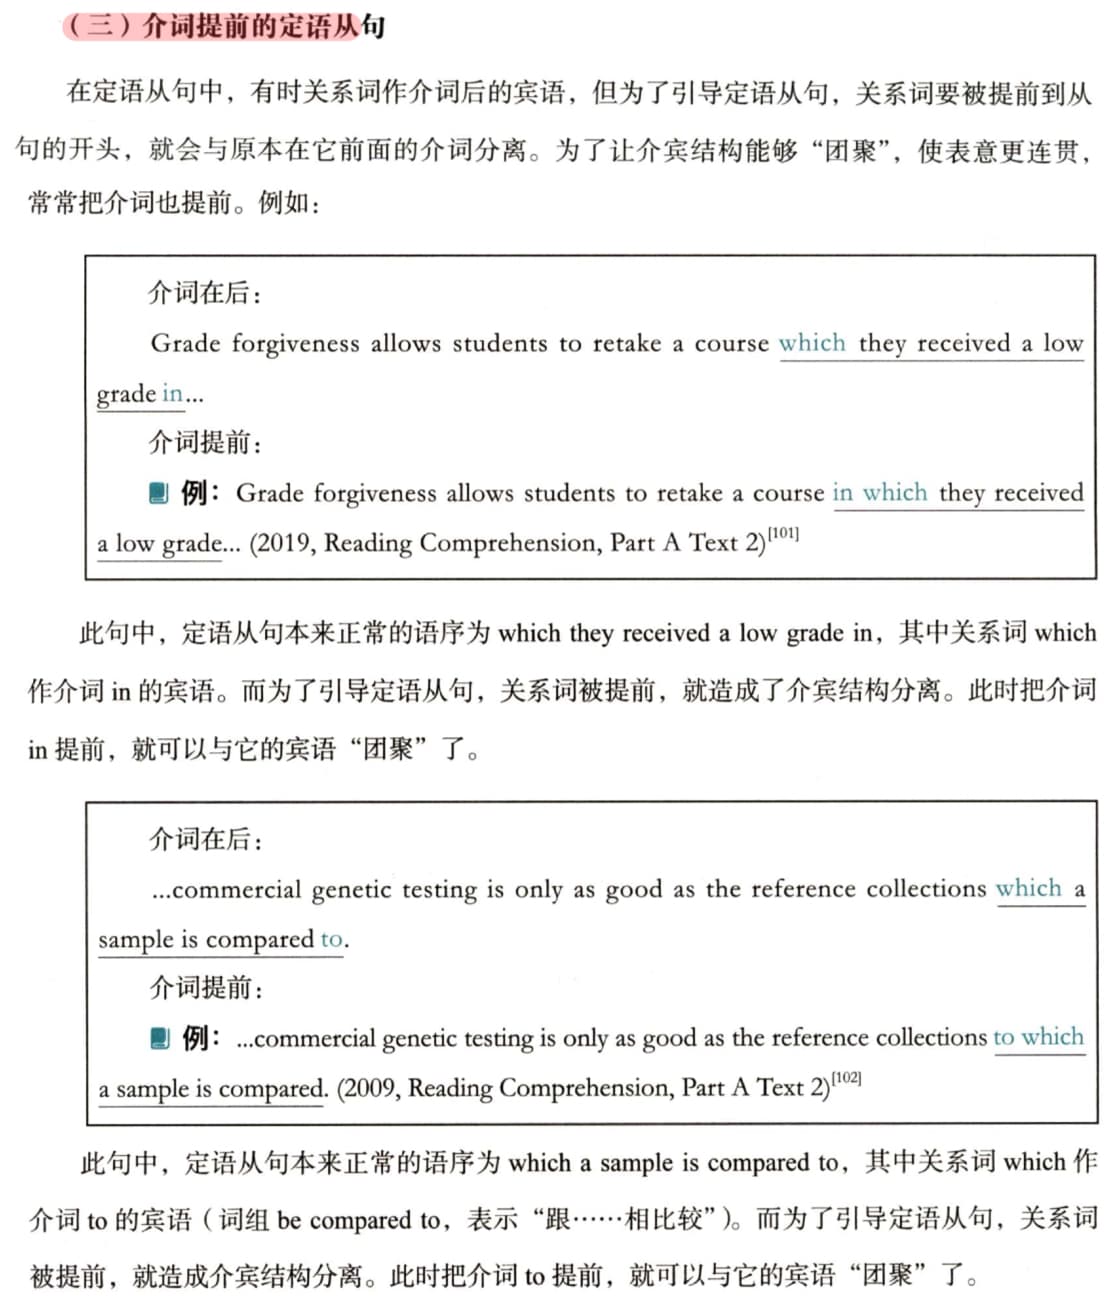 （三）介词提前的定语从句
在定语从句中，有时关系词作介词后的宾语，但为了引导定语从句，关系词要被提前到从
句的开头，就会与原本在它前面的介词分离。为了让介宾结构能够“团聚”，使表意更连贯，
常常把介词也提前。例如：
介词在后：
Grade forgiveness allows students to retake a course which they received a low
grade in...
介词提前：
例：Grade forgiveness allows students to retake a course in which they received
a low grade... (2019, Reading Comprehension, Part A Text 2)[101]
此句中，定语从句本来正常的语序为 which they received a low grade in，其中关系词 which
作介词 in 的宾语。而为了引导定语从句，关系词被提前，就造成了介宾结构分离。此时把介词
in 提前，就可以与它的宾语“团聚”了。
介词在后：
...commercial genetic testing is only as good as the reference collections which a
sample is compared to.
介词提前：
例：...commercial genetic testing is only as good as the reference collections to which
a sample is compared. (2009, Reading Comprehension, Part A Text 2)[102]
此句中，定语从句本来正常的语序为 which a sample is compared to，其中关系词 which 作
介词 to 的宾语（词组 be compared to，表示“跟……相比较”）。而为了引导定语从句，关系词
被提前，就造成介宾结构分离。此时把介词 to 提前，就可以与它的宾语“团聚”了。